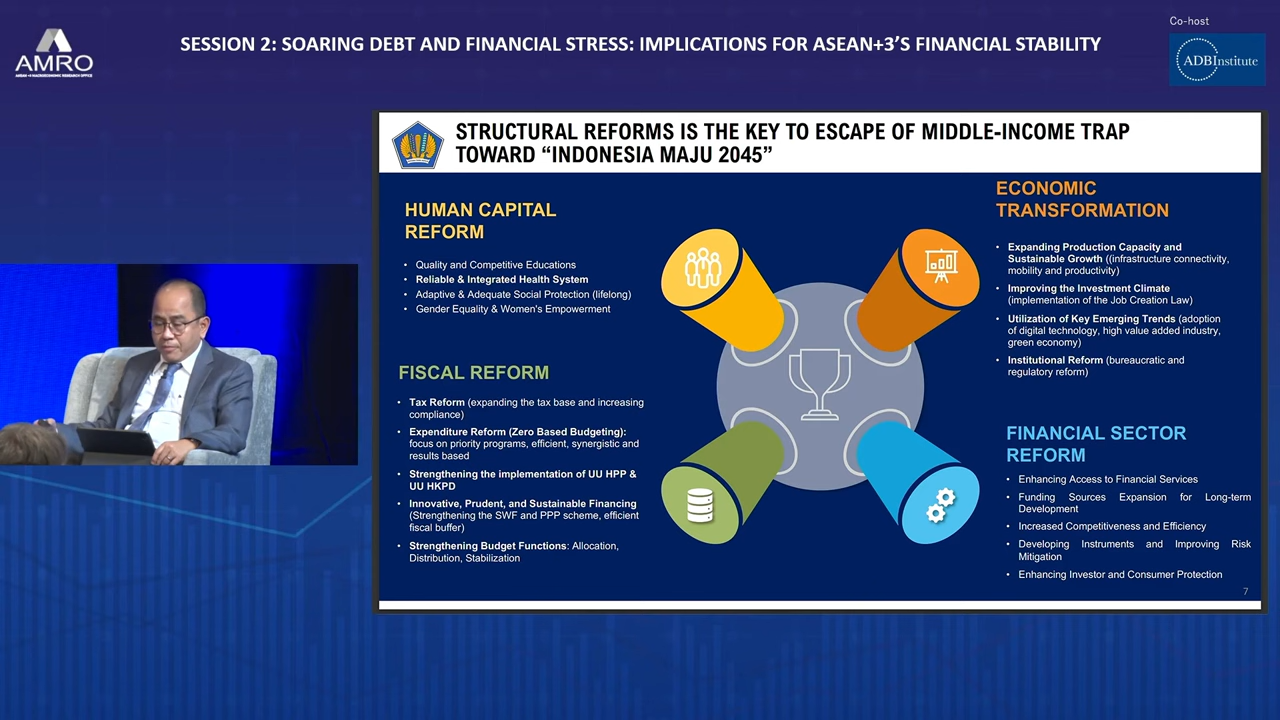 Co-host
AMRO
ASEAN+3 MACROECONOMIC RESEARCH OFFICE
SESSION 2: SOARING DEBT AND FINANCIAL STRESS: IMPLICATIONS FOR ASEAN+3’S FINANCIAL STABILITY
ADBInstitute
STRUCTURAL REFORMS IS THE KEY TO ESCAPE OF MIDDLE-INCOME TRAP
TOWARD “INDONESIA MAJU 2045”
HUMAN CAPITAL
REFORM
• Quality and Competitive Educations
• Reliable & Integrated Health System
• Adaptive & Adequate Social Protection (lifelong)
• Gender Equality & Women's Empowerment
FISCAL REFORM
• Tax Reform (expanding the tax base and increasing
compliance)
• Expenditure Reform (Zero Based Budgeting):
focus on priority programs, efficient, synergistic and
results based
• Strengthening the implementation of UU HPP &
UU HKPD
• Innovative, Prudent, and Sustainable Financing
(Strengthening the SWF and PPP scheme, efficient
fiscal buffer)
• Strengthening Budget Functions: Allocation,
Distribution, Stabilization
ECONOMIC
TRANSFORMATION
• Expanding Production Capacity and
Sustainable Growth ((infrastructure connectivity,
mobility and productivity)
• Improving the Investment Climate
(implementation of the Job Creation Law)
• Utilization of Key Emerging Trends (adoption
of digital technology, high value added industry,
green economy)
• Institutional Reform (bureaucratic and
regulatory reform)
FINANCIAL SECTOR
REFORM
• Enhancing Access to Financial Services
• Funding Sources Expansion for Long-term
Development
• Increased Competitiveness and Efficiency
• Developing Instruments and Improving Risk
Mitigation
• Enhancing Investor and Consumer Protection
7